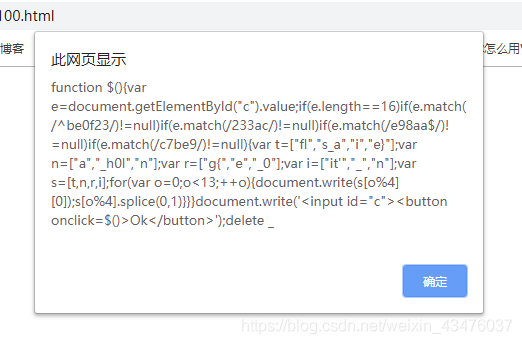 100.html
博客
怎么用V
此网页显示
function $(){var
e=document.getElementById("c").value;if(e.length==16)if(e.match(
/^be0f23/)!=null)if(e.match(/233ac/)!=null)if(e.match(/e98aa$/)!
=null)if(e.match(/c7be9/)!=null){var t=["fl","s_a","i","e}"];var
n=["a","_h0l","n"];var r=["g{","e","_0"];var i=["it'","_","n"];var
s=[t,n,r,i];for(var o=0;o<13;++o){document.write(s[o%4]
[0]);s[o%4].splice(0,1)}}}document.write('<input id="c"><button
onclick=$()>Ok</button>');delete _
确定
https://blog.csdn.net/weixin_43476037